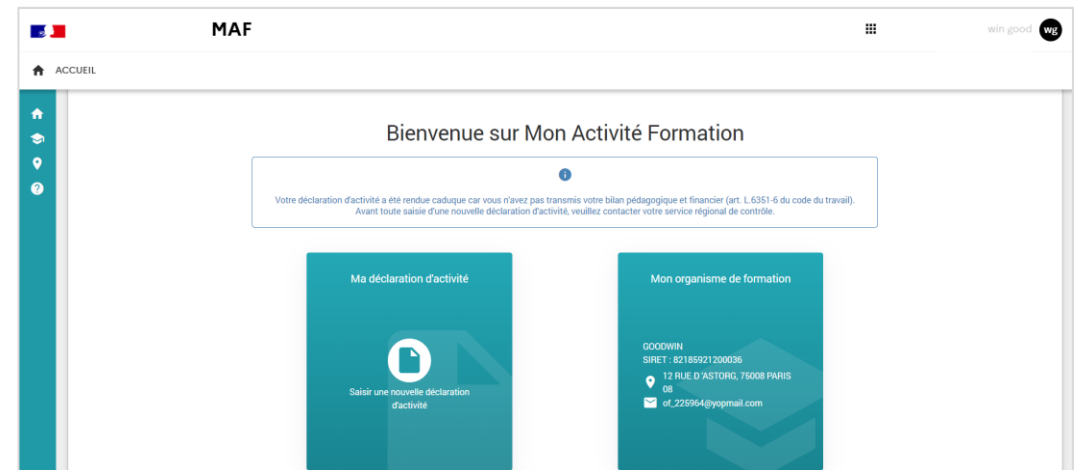 MAF
win good
wg
ACCUEIL
Bienvenue sur Mon Activité Formation
Votre déclaration d'activité a été rendue caduque car vous n'avez pas transmis votre bilan pédagogique et financier (art. L.6351-6 du code du travail).
Avant toute saisie d'une nouvelle déclaration d'activité, veuillez contacter votre service régional de contrôle.
Ma déclaration d'activité
Saisir une nouvelle déclaration
d'activité
Mon organisme de formation
GOODWIN
SIRET : 82185921200036
12 RUE D 'ASTORG, 75008 PARIS
08
of_225964@yopmail.com